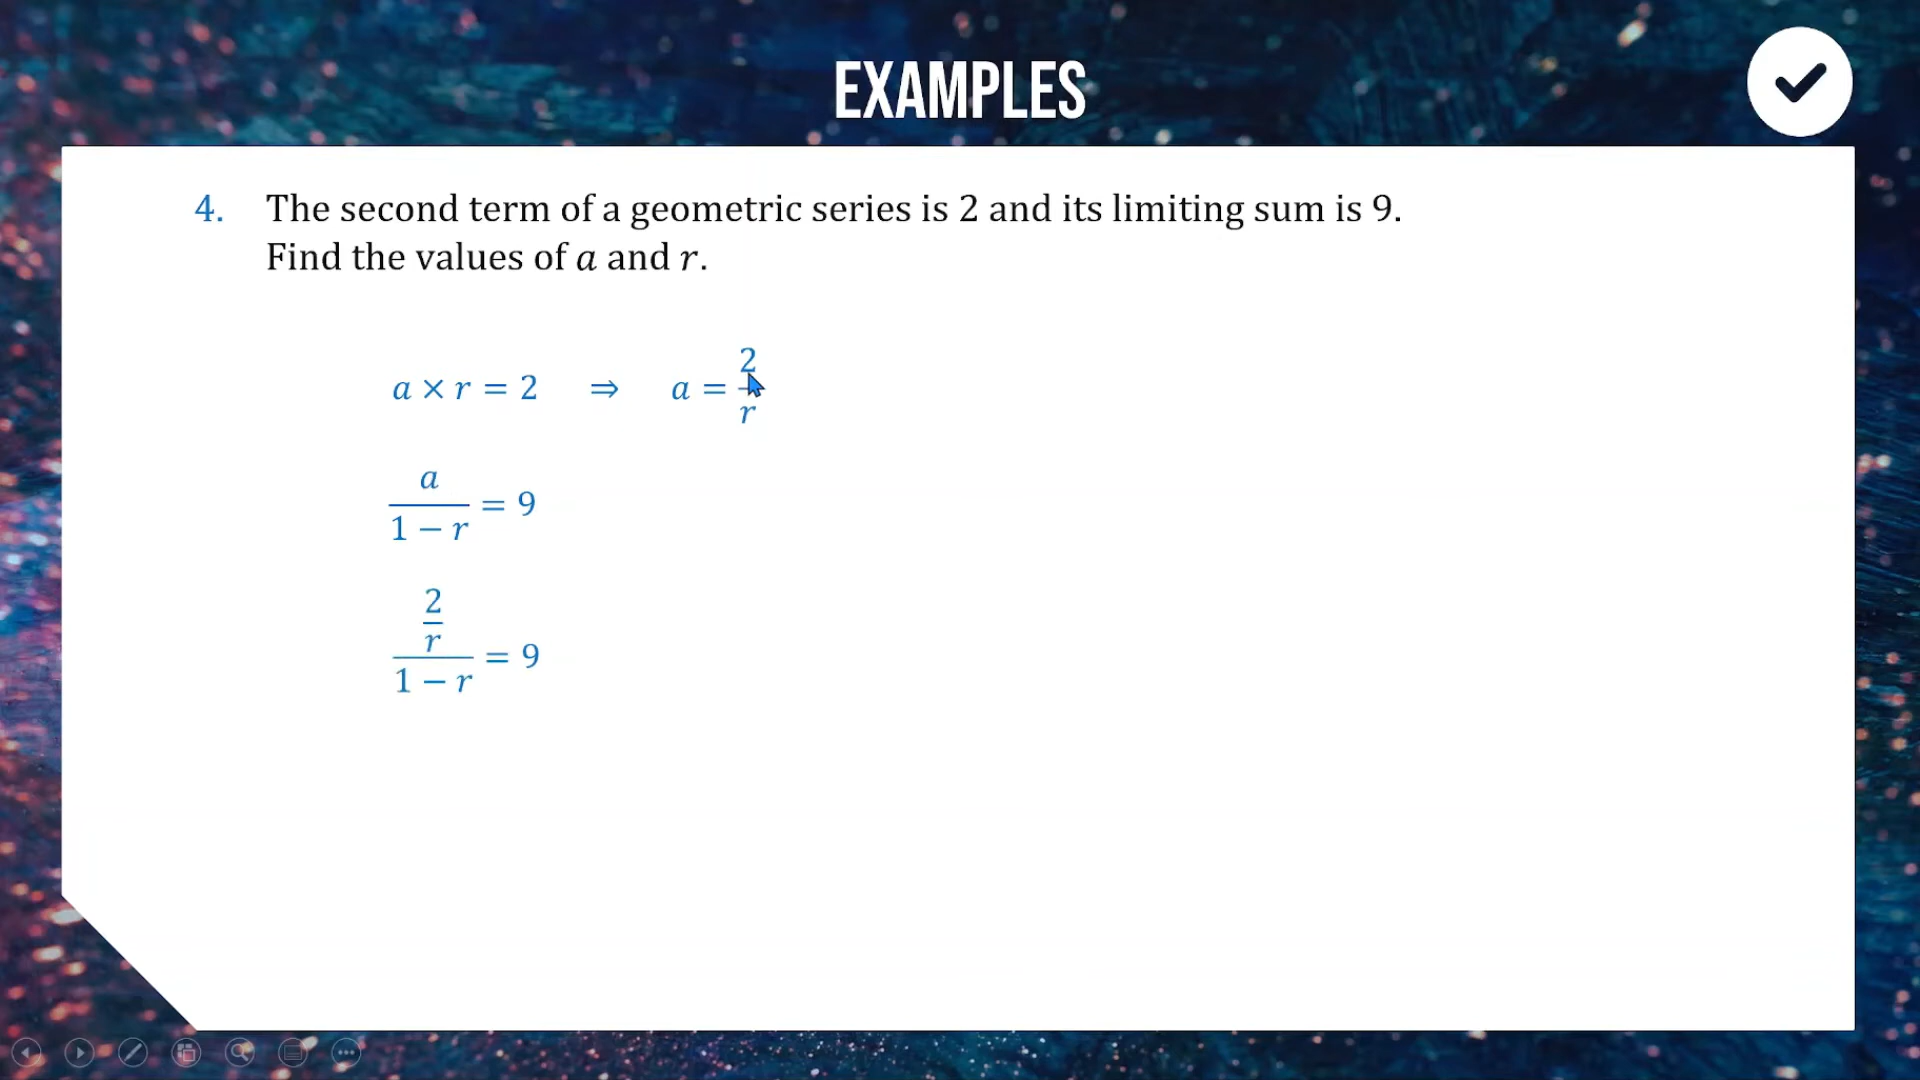 EXAMPLES
4. The second term of a geometric series is 2 and its limiting sum is 9.
Find the values of a and r.
a × r = 2 ⇒ a = 2/r
a/(1 − r) = 9
(2/r)/(1 − r) = 9